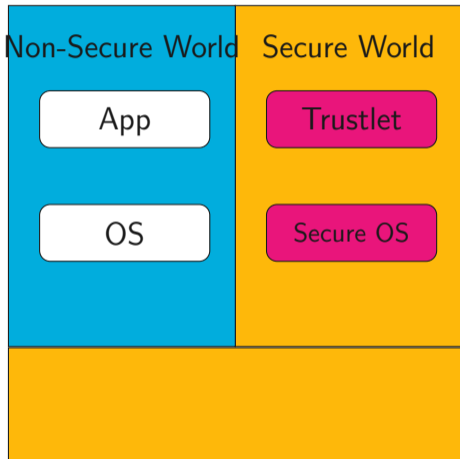 Non-Secure World
Secure World
App
Trustlet
OS
Secure OS